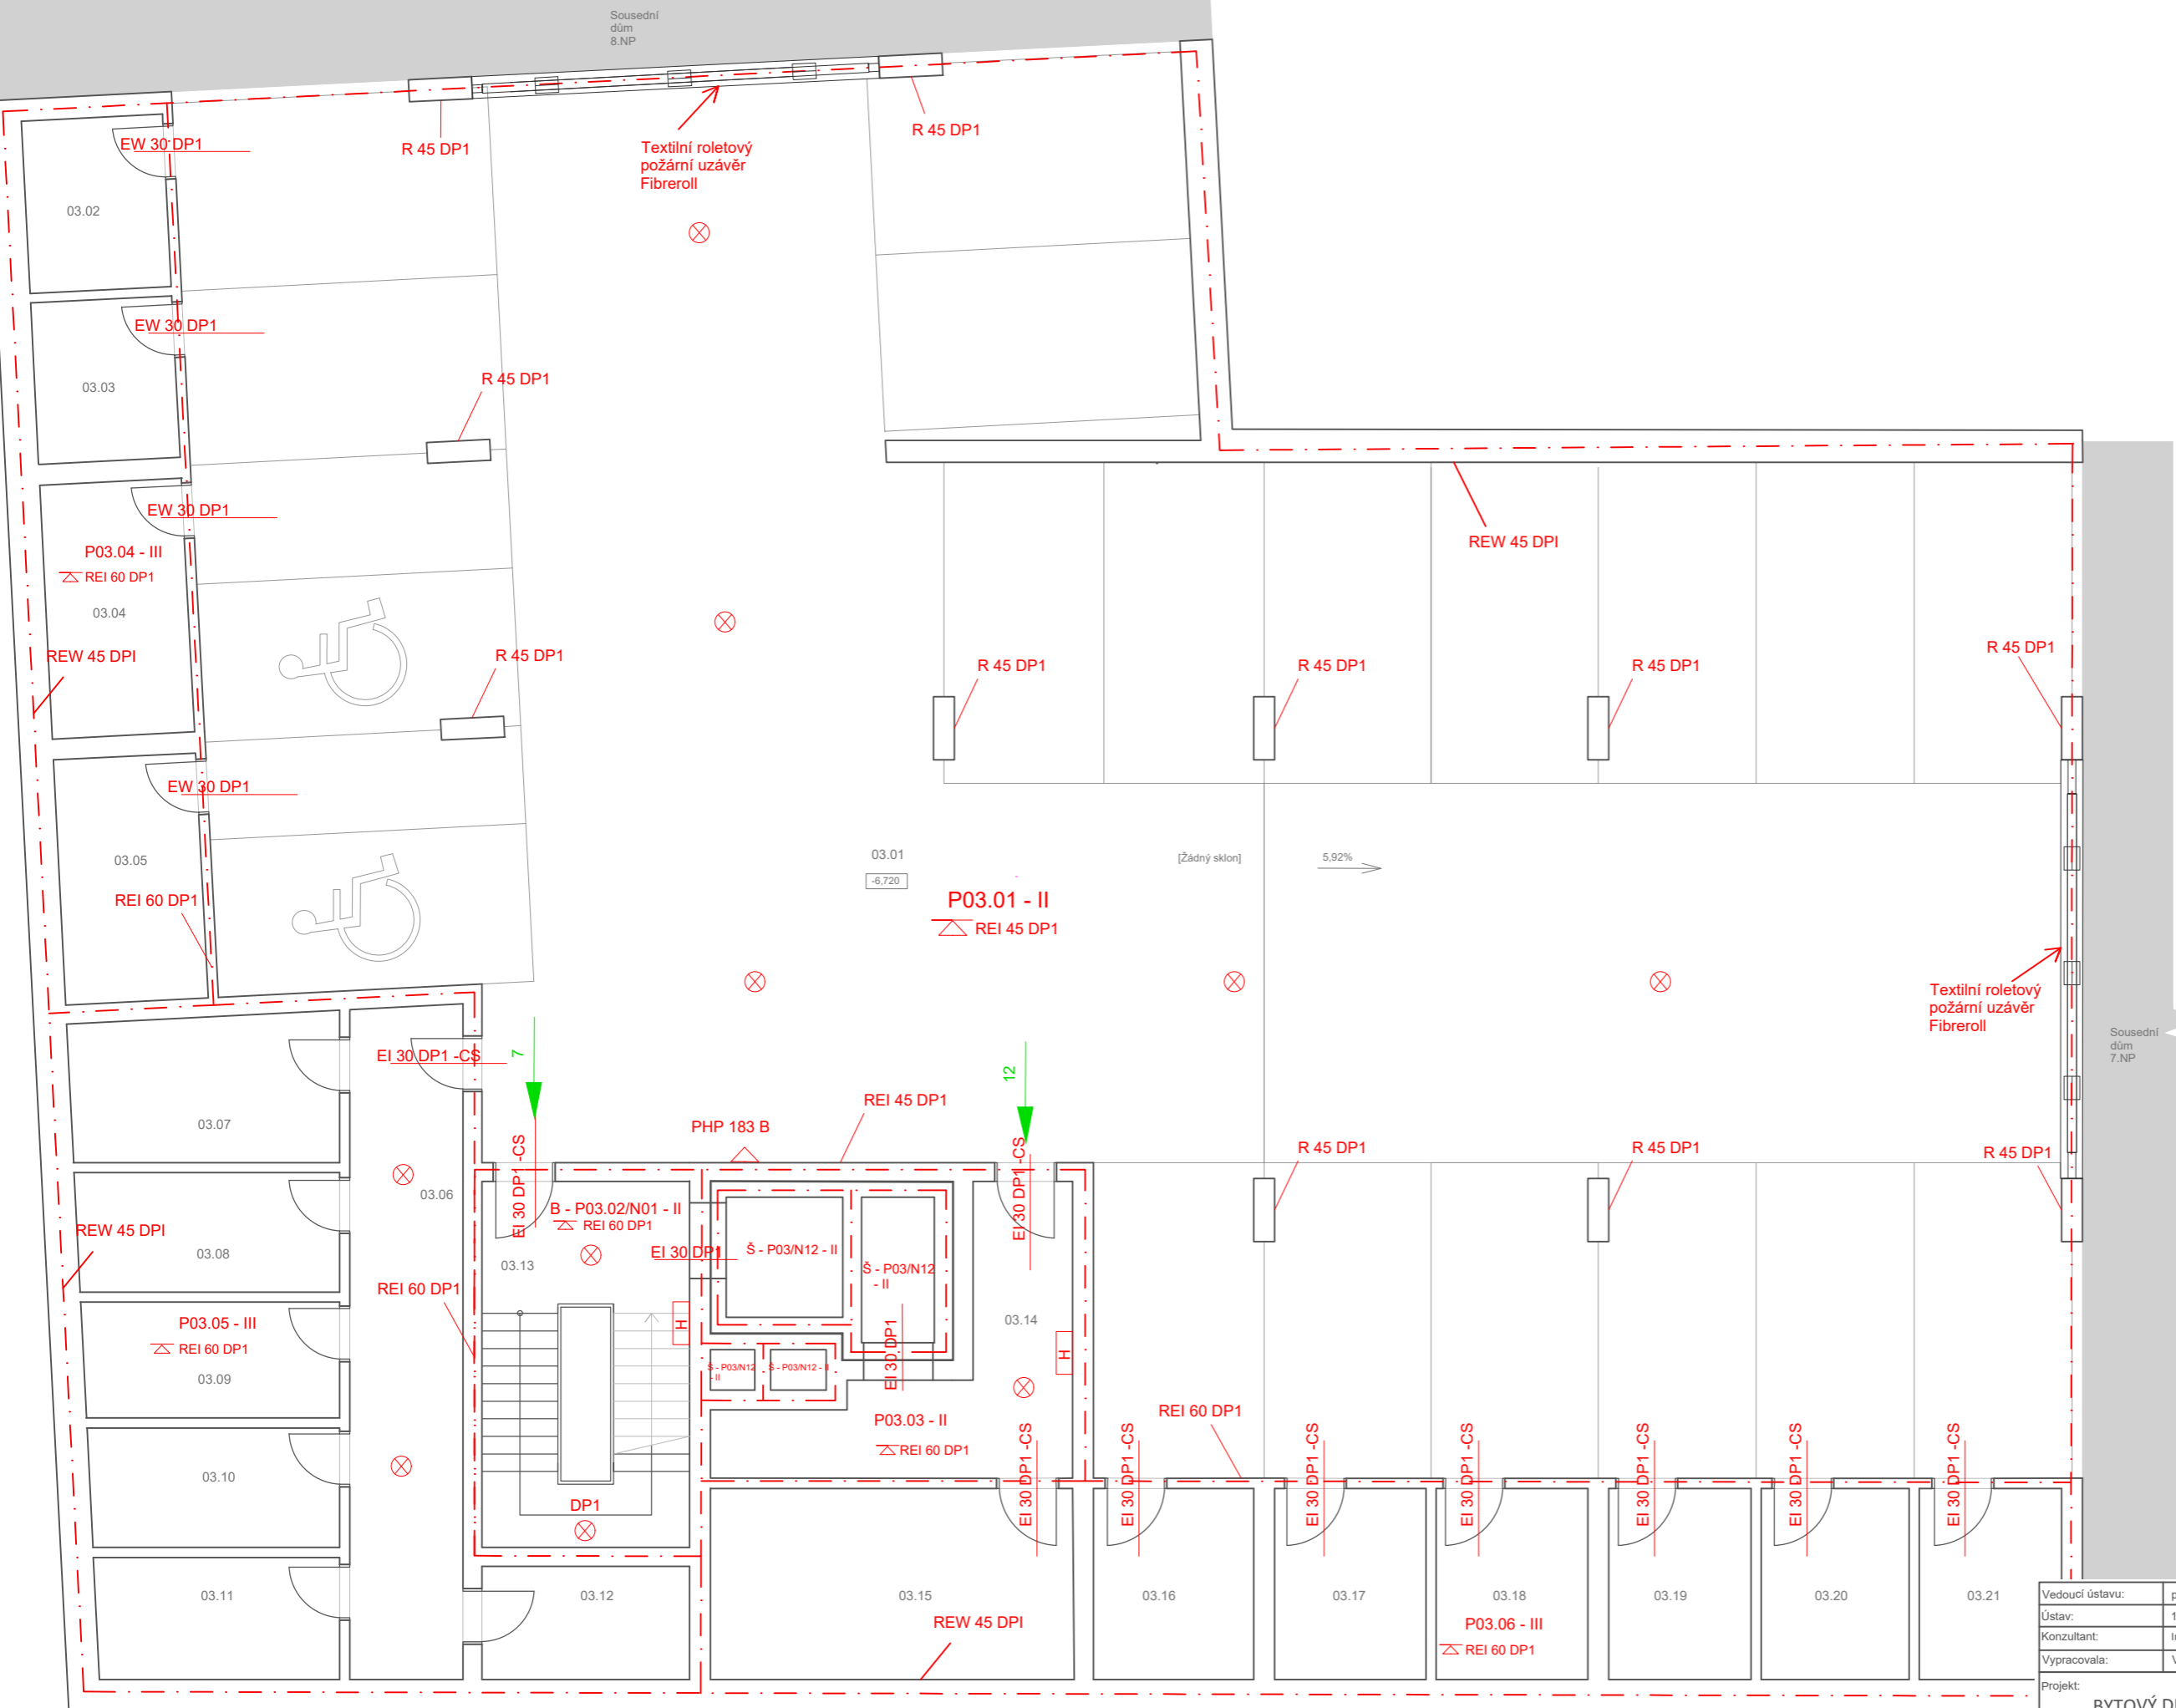 Sousední
dům
8.NP
EW 30 DP1
R 45 DP1
Textilní roletový
požární uzávěr
Fibreroll
R 45 DP1
03.02
EW 30 DP1
03.03
R 45 DP1
EW 30 DP1
P03.04 - III
REI 60 DP1
03.04
REW 45 DPI
R 45 DP1
REW 45 DPI
R 45 DP1
R 45 DP1
R 45 DP1
R 45 DP1
EW 30 DP1
03.05
REI 60 DP1
03.01
-6,720
[Žádný sklon]
5,92%
P03.01 - II
REI 45 DP1
Textilní roletový
požární uzávěr
Fibreroll
Sousední
dům
7.NP
EI 30 DP1 -CS
7
12
03.07
PHP 183 B
REI 45 DP1
R 45 DP1
R 45 DP1
R 45 DP1
03.06
EI 30 DP1 -CS
B - P03.02/N01 - II
REI 60 DP1
EI 30 DP1 -CS
REW 45 DPI
03.08
03.13
EI 30 DP1
Š - P03/N12 - II
Š - P03/N12
- II
REI 60 DP1
P03.05 - III
REI 60 DP1
03.09
H
03.14
H
EI 30 DP1
Š - P03/N12
- II
Š - P03/N12 - II
P03.03 - II
REI 60 DP1
REI 60 DP1
03.10
DP1
EI 30 DP1 -CS
EI 30 DP1 -CS
EI 30 DP1 -CS
EI 30 DP1 -CS
EI 30 DP1 -CS
EI 30 DP1 -CS
EI 30 DP1 -CS
03.11
03.12
03.15
REW 45 DPI
03.16
03.17
03.18
P03.06 - III
REI 60 DP1
03.19
03.20
03.21
Vedoucí ústavu:
Ústav:
Konzultant:
Vypracovala:
Projekt: